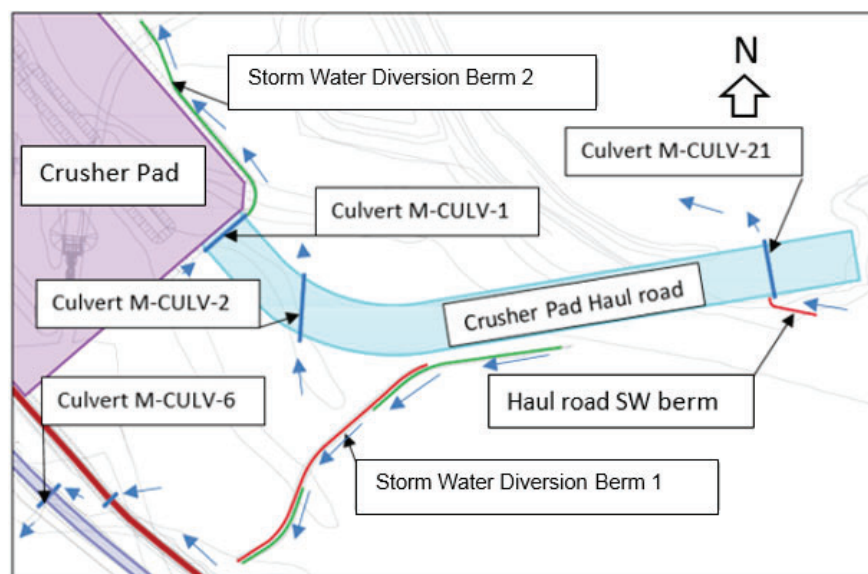 Storm Water Diversion Berm 2
N
Crusher Pad
Culvert M-CULV-21
Culvert M-CULV-1
Culvert M-CULV-2
Crusher Pad Haul road
Culvert M-CULV-6
Haul road SW berm
Storm Water Diversion Berm 1